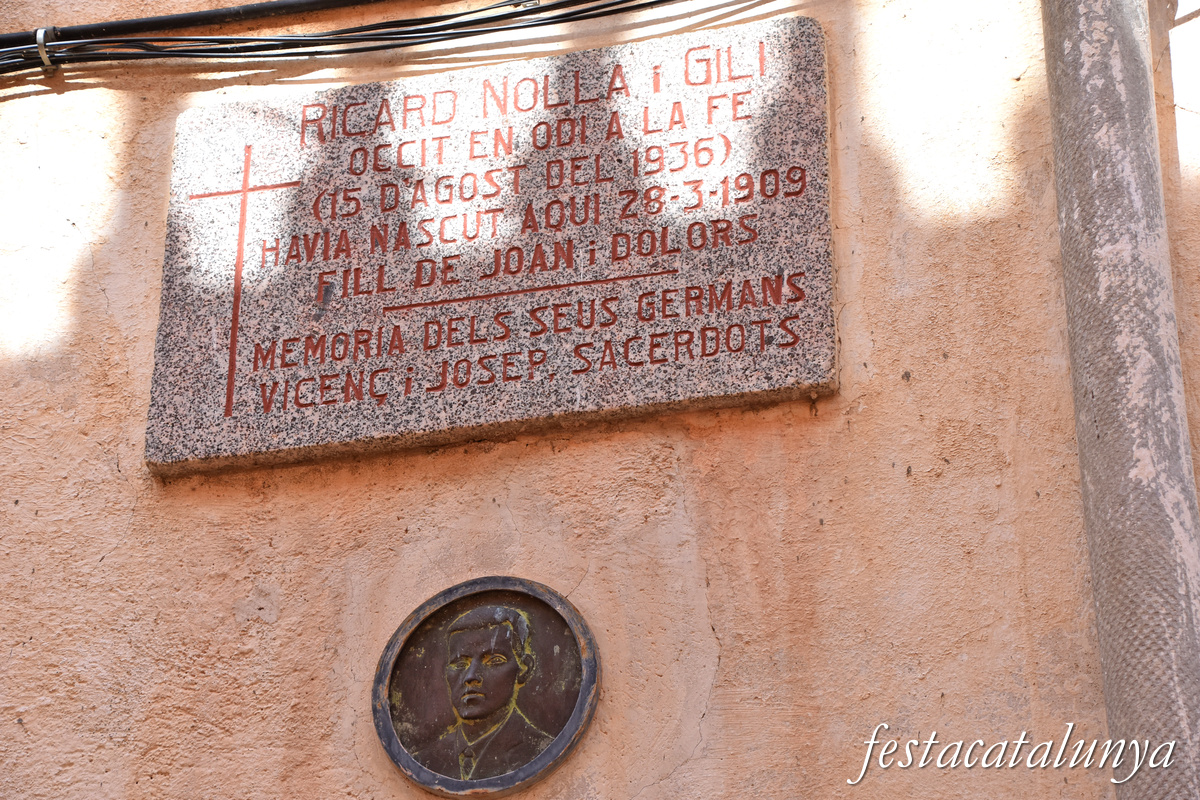 RICARD NOLLA i GILI
OCCIT EN ODI A LA FE
(15 D'AGOST DEL 1936)
HAVIA NASCUT AQUI 28-3-1909
FILL DE JOAN i DOLORS
MEMORIA DELS SEUS GERMANS
VICENÇ i JOSEP. SACERDOTS
festacatalunya